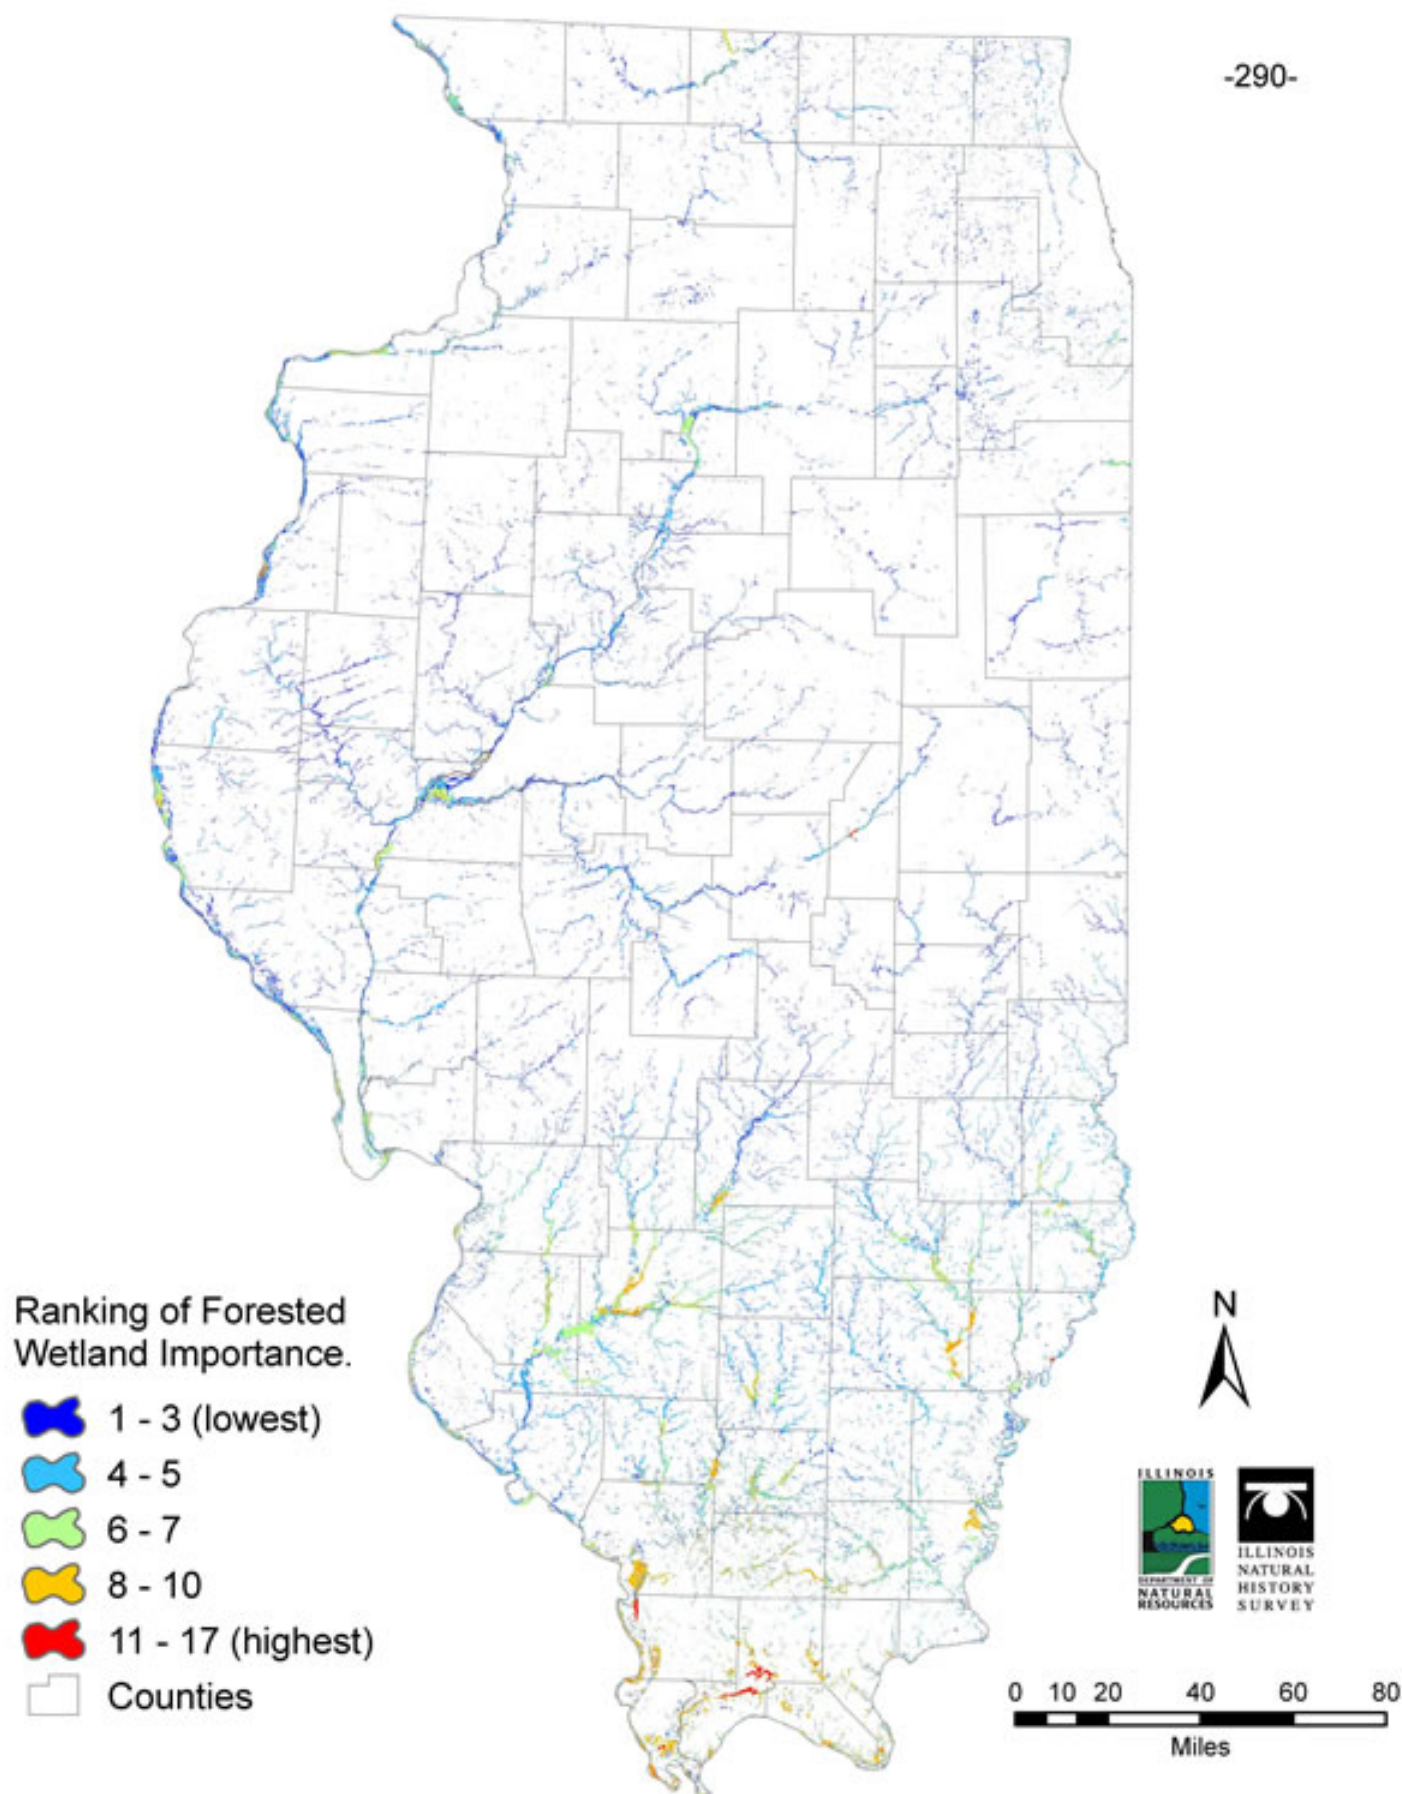 -290-
Ranking of Forested
Wetland Importance.
1 - 3 (lowest)
4 - 5
6 - 7
8 - 10
11 - 17 (highest)
Counties
N
ILLINOIS
DEPARTMENT OF
NATURAL
RESOURCES
ILLINOIS
NATURAL
HISTORY
SURVEY
0 10 20 40 60 80
Miles